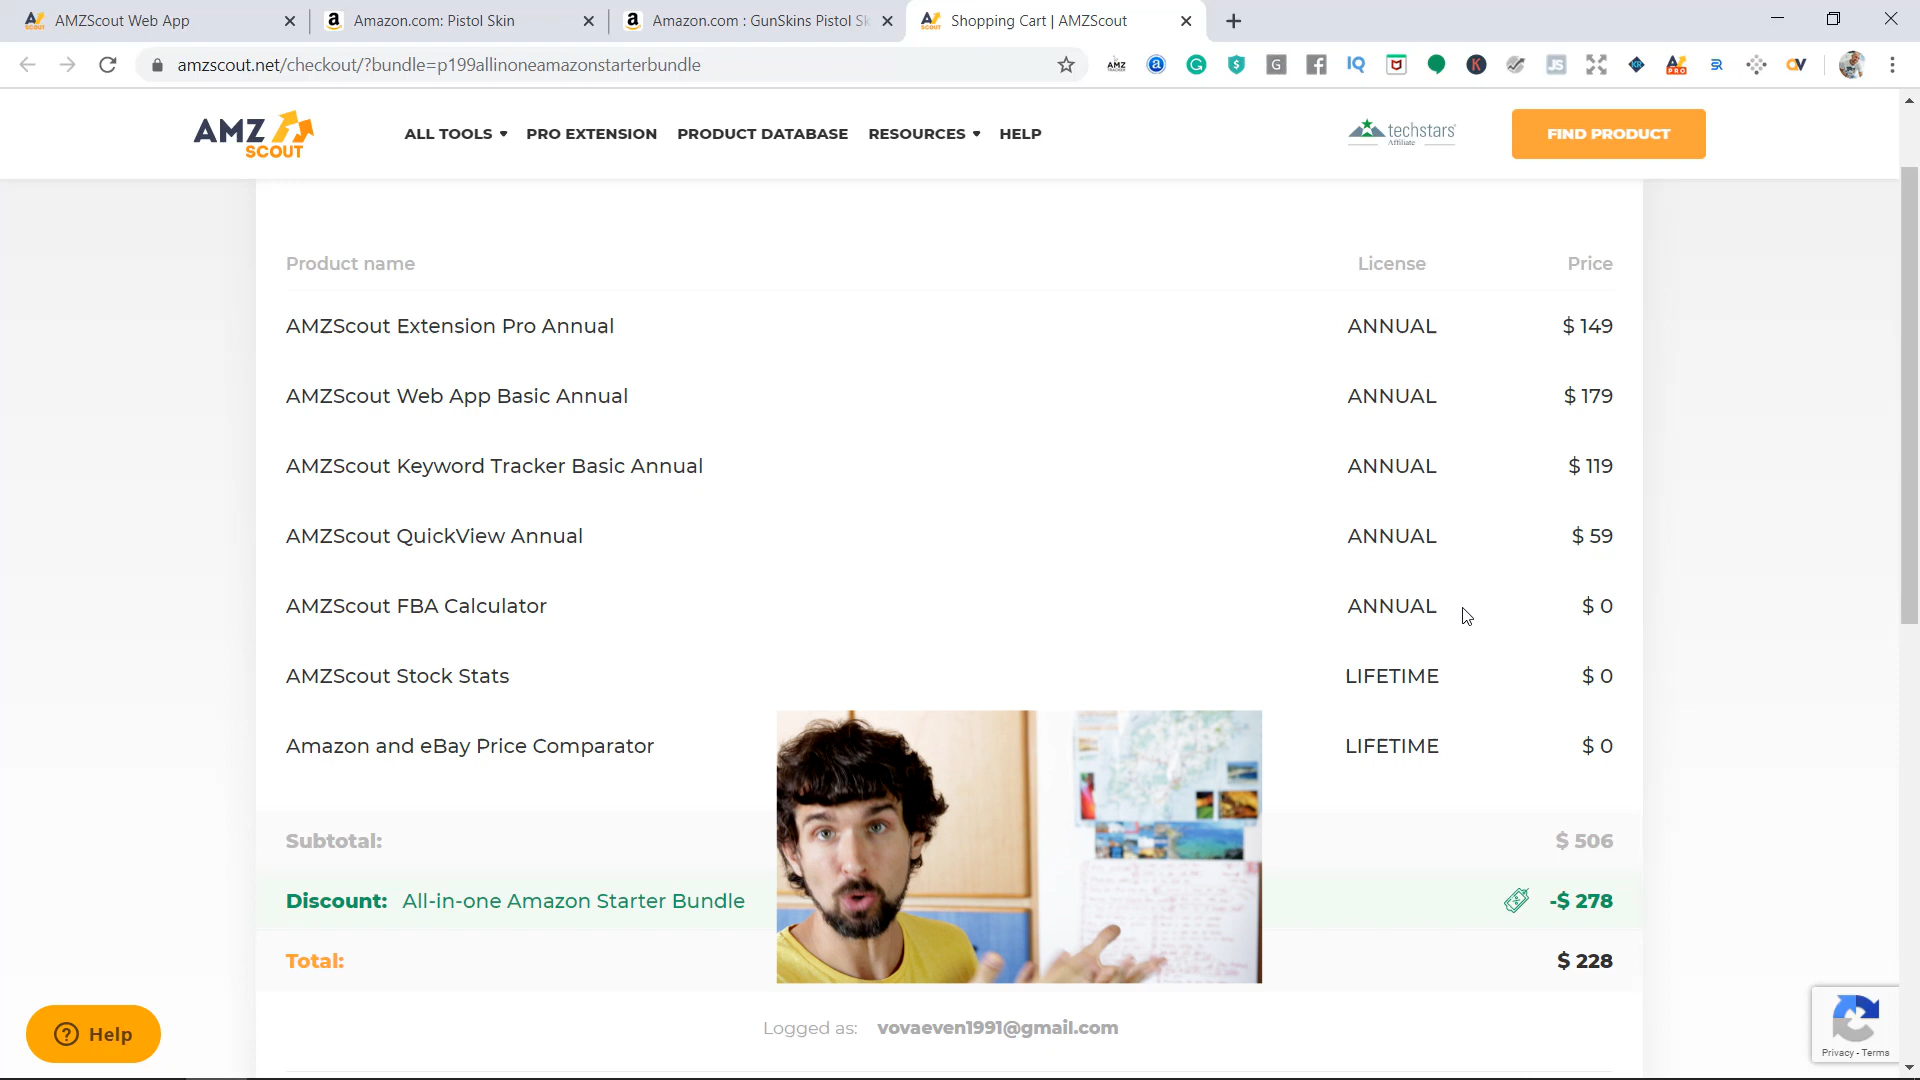 AMZScout Web App
Amazon.com: Pistol Skin
Amazon.com : GunSkins Pistol Sk
Shopping Cart | AMZScout
amzscout.net/checkout/?bundle=p199allinoneamazonstarterbundle
AMZ
SCOUT
ALL TOOLS
PRO EXTENSION
PRODUCT DATABASE
RESOURCES
HELP
techstars
Affiliate
FIND PRODUCT
Product name License Price
AMZScout Extension Pro Annual ANNUAL $ 149
AMZScout Web App Basic Annual ANNUAL $ 179
AMZScout Keyword Tracker Basic Annual ANNUAL $ 119
AMZScout QuickView Annual ANNUAL $ 59
AMZScout FBA Calculator ANNUAL $ 0
AMZScout Stock Stats LIFETIME $ 0
Amazon and eBay Price Comparator LIFETIME $ 0
Subtotal: $ 506
Discount: All-in-one Amazon Starter Bundle -$ 278
Total: $ 228
Logged as: vovaeven1991@gmail.com
Help
Privacy - Terms